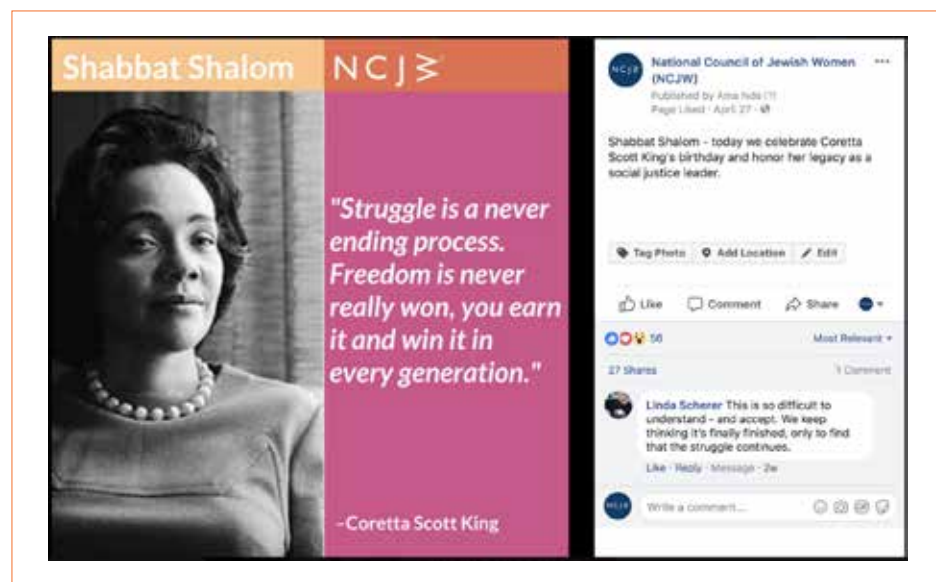 Shabbat Shalom
NCJW
"Struggle is a never
ending process.
Freedom is never
really won, you earn
it and win it in
every generation."
–Coretta Scott King
NCJW
National Council of Jewish Women
(NCJW)
Published by
Page Liked · April 27 ·
Shabbat Shalom - today we celebrate Coretta
Scott King's birthday and honor her legacy as a
social justice leader.
Tag Photo Add Location Edit
Like Comment Share
56 Most Relevant
27 Shares 1 Comment
Linda Scherer This is so difficult to
understand - and accept. We keep
thinking it's finally finished, only to find
that the struggle continues.
Like · Reply · Message · 2w
NCJW
Write a comment...